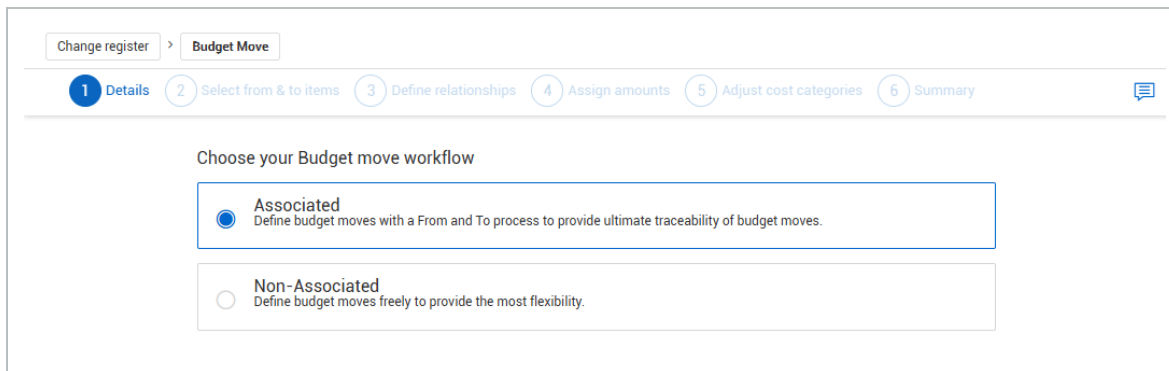 Change register > Budget Move
1 Details 2 Select from & to items 3 Define relationships 4 Assign amounts 5 Adjust cost categories 6 Summary
Choose your Budget move workflow
Associated
Define budget moves with a From and To process to provide ultimate traceability of budget moves.
Non-Associated
Define budget moves freely to provide the most flexibility.